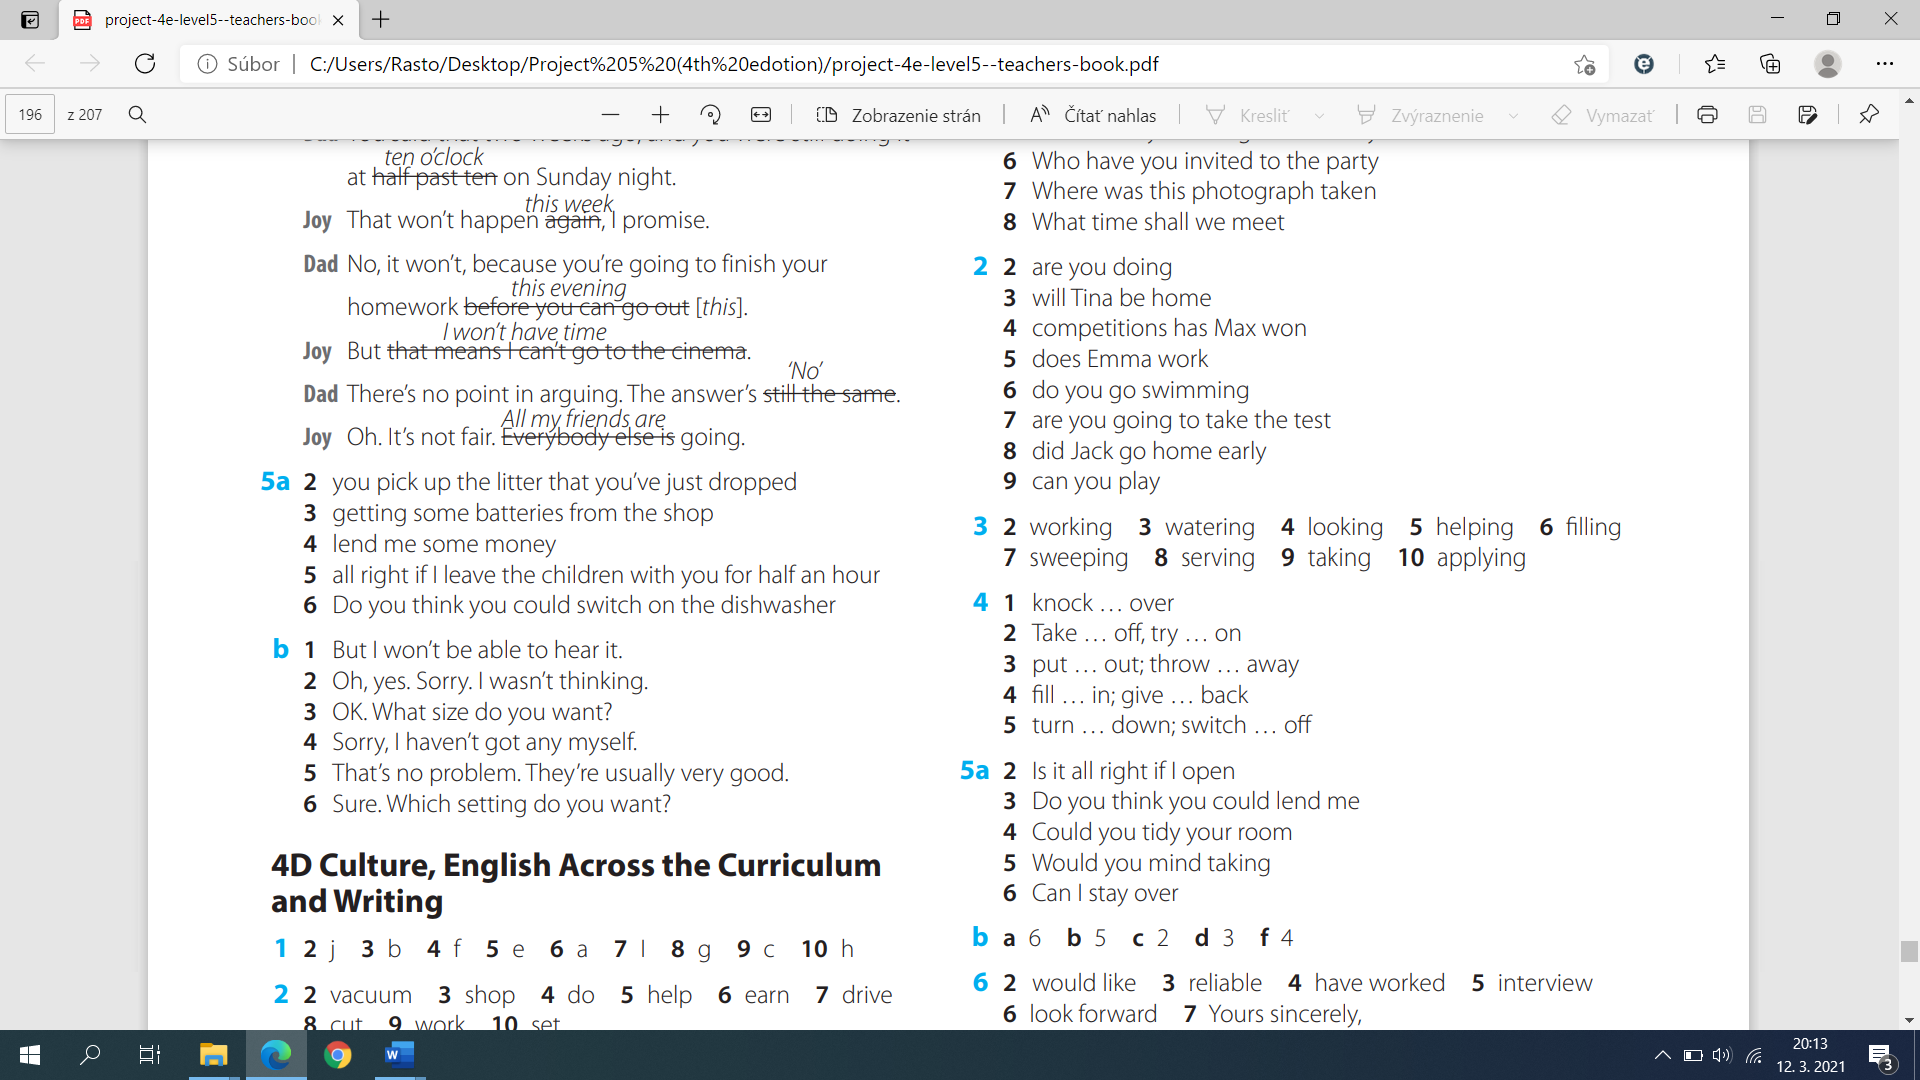 project-4e-level5--teachers-boo
Súbor
C:/Users/Rasto/Desktop/Project%205%20(4th%20edotion)/project-4e-level5--teachers-book.pdf
196 z 207
Zobrazenie strán
Čítať nahlas
Kresliť
Zvýraznenie
Vymazať
ten o'clock
at half past ten on Sunday night.
this week
Joy That won't happen again, I promise.
Dad No, it won't, because you're going to finish your
this evening
homework before you can go out [this].
I won't have time
Joy But that means I can't go to the cinema.
'No'
Dad There's no point in arguing. The answer's still the same.
All my friends are
Joy Oh. It's not fair. Everybody else is going.
5a 2 you pick up the litter that you've just dropped
3 getting some batteries from the shop
4 lend me some money
5 all right if I leave the children with you for half an hour
6 Do you think you could switch on the dishwasher
b 1 But I won't be able to hear it.
2 Oh, yes. Sorry. I wasn't thinking.
3 OK. What size do you want?
4 Sorry, I haven't got any myself.
5 That's no problem. They're usually very good.
6 Sure. Which setting do you want?
4D Culture, English Across the Curriculum
and Writing
1 2 j 3 b 4 f 5 e 6 a 7 l 8 g 9 c 10 h
2 2 vacuum 3 shop 4 do 5 help 6 earn 7 drive
8 cut 9 work 10 set
6 Who have you invited to the party
7 Where was this photograph taken
8 What time shall we meet
2 2 are you doing
3 will Tina be home
4 competitions has Max won
5 does Emma work
6 do you go swimming
7 are you going to take the test
8 did Jack go home early
9 can you play
3 2 working 3 watering 4 looking 5 helping 6 filling
7 sweeping 8 serving 9 taking 10 applying
4 1 knock … over
2 Take … off, try … on
3 put … out; throw … away
4 fill … in; give … back
5 turn … down; switch … off
5a 2 Is it all right if I open
3 Do you think you could lend me
4 Could you tidy your room
5 Would you mind taking
6 Can I stay over
b a 6 b 5 c 2 d 3 f 4
6 2 would like 3 reliable 4 have worked 5 interview
6 look forward 7 Yours sincerely,
20:13
12. 3. 2021
3